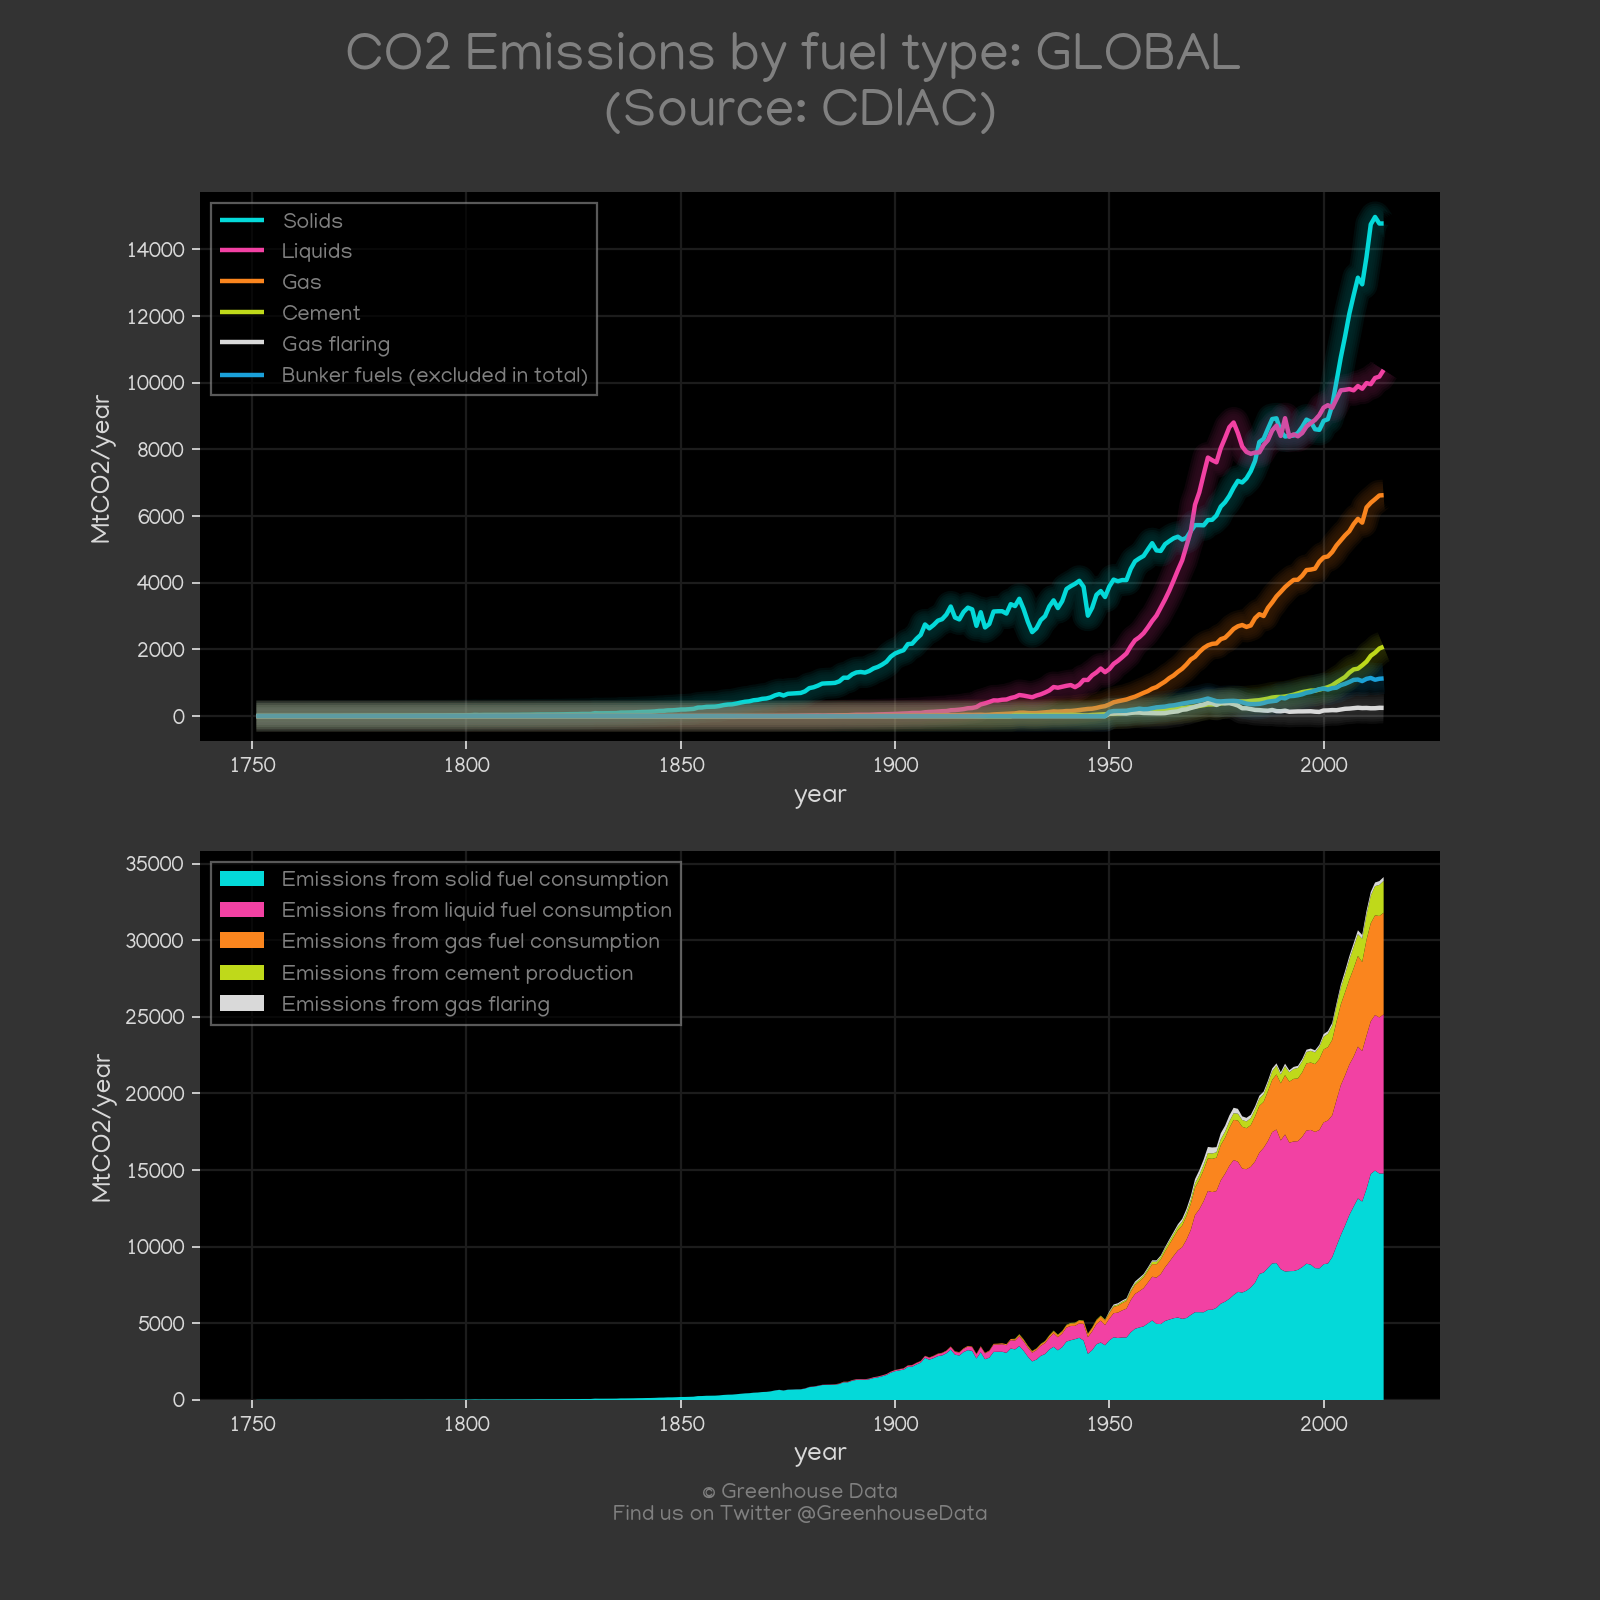 CO2 Emissions by fuel type: GLOBAL
(Source: CDIAC)
Solids
Liquids
Gas
Cement
Gas flaring
Bunker fuels (excluded in total)
MtCO2/year
14000
12000
10000
8000
6000
4000
2000
0
1750 1800 1850 1900 1950 2000
year
Emissions from solid fuel consumption
Emissions from liquid fuel consumption
Emissions from gas fuel consumption
Emissions from cement production
Emissions from gas flaring
MtCO2/year
35000
30000
25000
20000
15000
10000
5000
0
1750 1800 1850 1900 1950 2000
year
© Greenhouse Data
Find us on Twitter @GreenhouseData